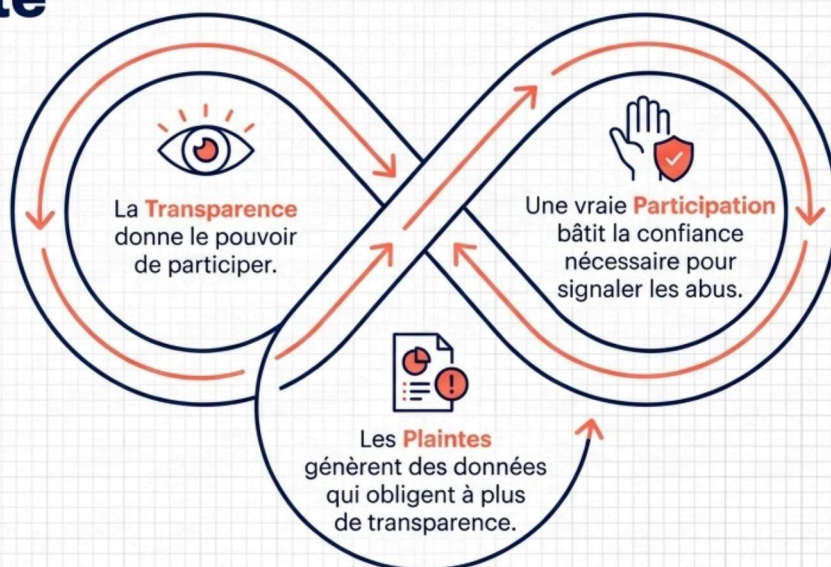 La Transparence
donne le pouvoir
de participer.
Une vraie Participation
bâtit la confiance
nécessaire pour
signaler les abus.
Les Plaintes
génèrent des données
qui obligent à plus
de transparence.